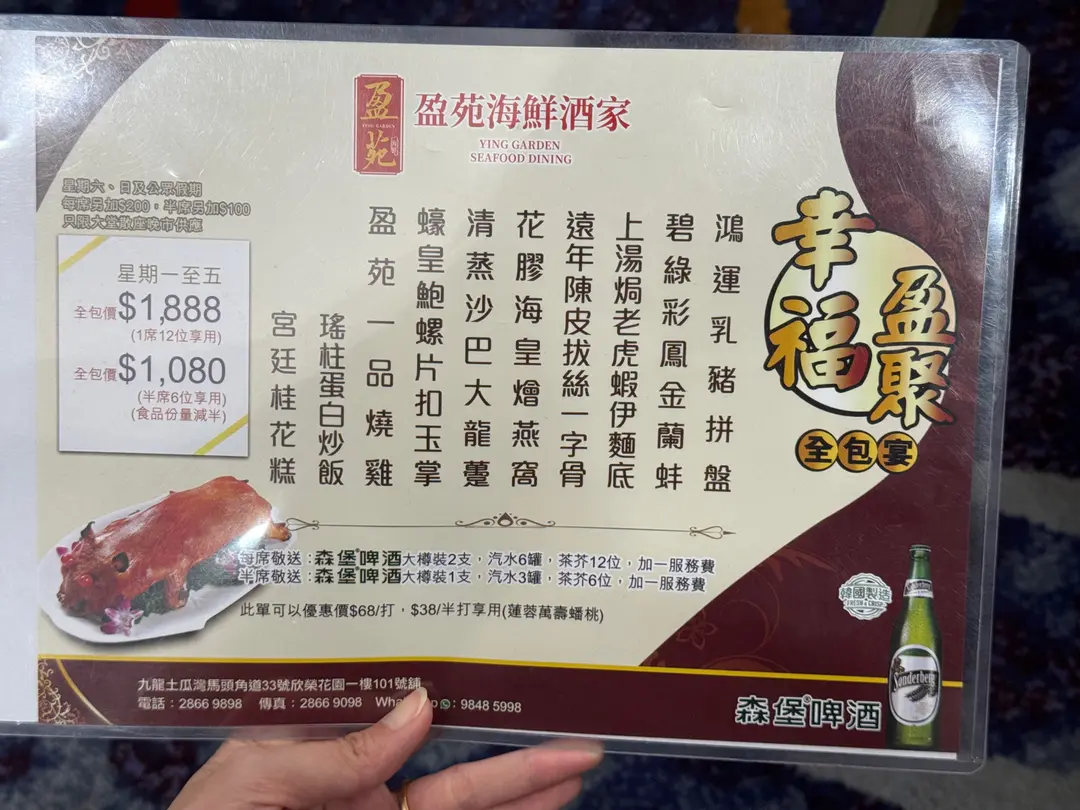 盈苑
YING GARDEN
盈苑海鮮酒家
YING GARDEN
SEAFOOD DINING
幸福
盈聚
全包宴
鴻運乳豬拼盤
碧綠彩鳳金蘭蚌
上湯焗老虎蝦伊麵底
遠年陳皮拔絲一字骨
花膠海皇燴燕窩
清蒸沙巴大龍躉
蠔皇鮑螺片扣玉掌
盈苑一品燒雞
瑤柱蛋白炒飯
宮廷桂花糕
星期六、日及公眾假期
每席另加$200，半席另加$100
只限大堂散座晚市供應
星期一至五
全包價$1,888
(1席12位享用)
全包價$1,080
(半席6位享用)
(食品份量減半)
每席敬送：森堡啤酒大樽裝2支，汽水6罐，茶芥12位，加一服務費
半席敬送：森堡啤酒大樽裝1支，汽水3罐，茶芥6位，加一服務費
此單可以優惠價$68/打，$38/半打享用(蓮蓉萬壽蟠桃)
韓國製造
FRESH & CRISP
Sonderberg
森堡啤酒
九龍土瓜灣馬頭角道33號欣榮花園一樓101號舖
電話：2866 9898 傳真：2866 9098 WhatsApp：9848 5998